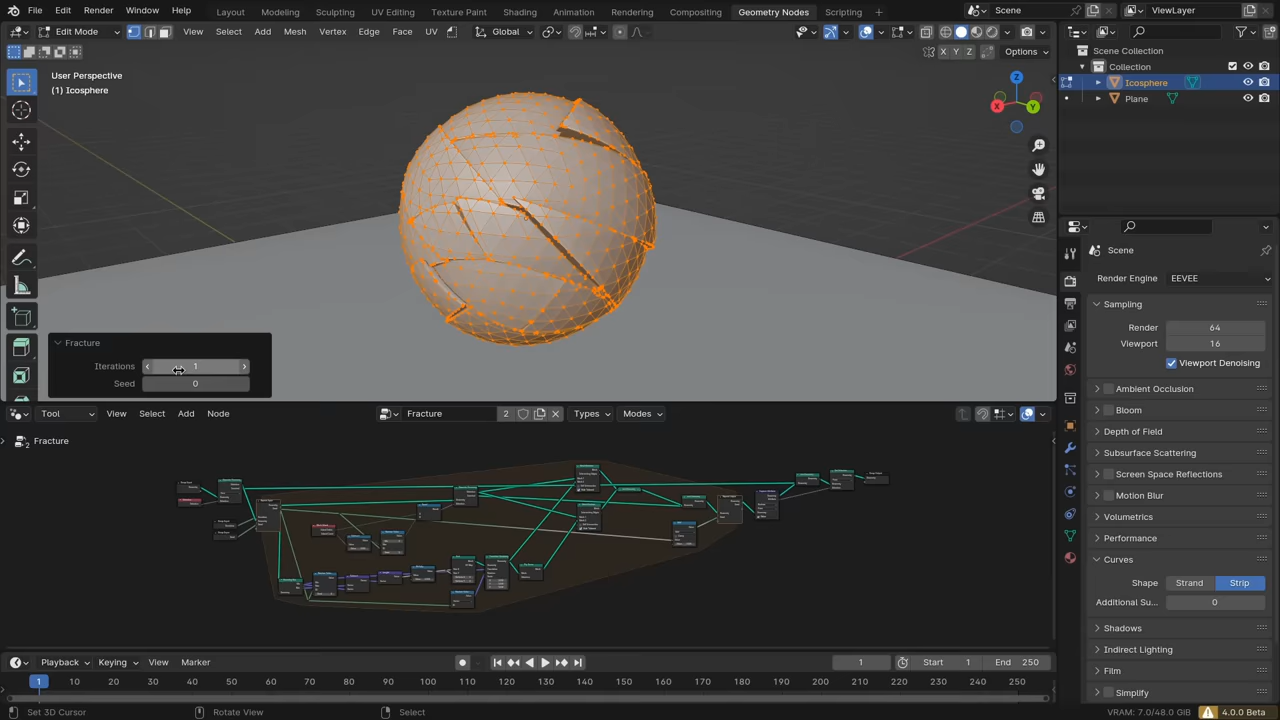 File Edit Render Window Help Layout Modeling Sculpting UV Editing Texture Paint Shading Animation Rendering Compositing Geometry Nodes Scripting + Scene ViewLayer
Edit Mode View Select Add Mesh Vertex Edge Face UV Global
X Y Z Options
User Perspective
(1) Icosphere
Z
X Y
Scene Collection
Collection
Icosphere
Plane
Fracture
Iterations 1
Seed 0
Scene
Render Engine EEVEE
Sampling
Render 64
Viewport 16
Viewport Denoising
Ambient Occlusion
Bloom
Depth of Field
Subsurface Scattering
Screen Space Reflections
Motion Blur
Volumetrics
Performance
Curves
Shape Strand Strip
Additional Su... 0
Shadows
Indirect Lighting
Film
Simplify
Tool View Select Add Node Fracture 2 Types Modes
Fracture
Playback Keying View Marker 1 Start 1 End 250
1 10 20 30 40 50 60 70 80 90 100 110 120 130 140 150 160 170 180 190 200 210 220 230 240 250
Set 3D Cursor Rotate View Select VRAM: 7.0/48.0 GiB 4.0.0 Beta